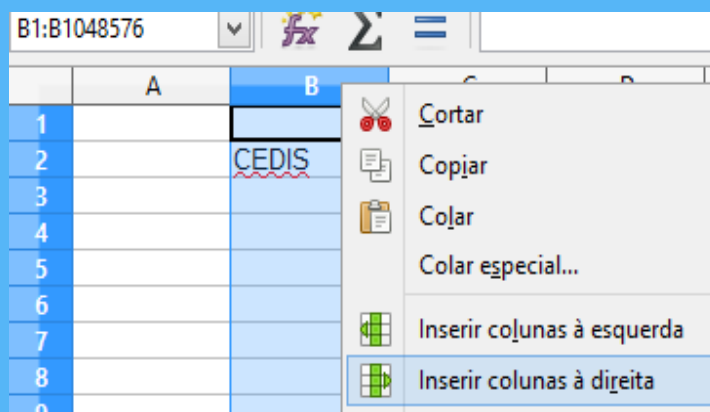 B1:B1048576
A B
1
2 CEDIS
3
4
5
6
7
8
Cortar
Copiar
Colar
Colar especial...
Inserir colunas à esquerda
Inserir colunas à direita